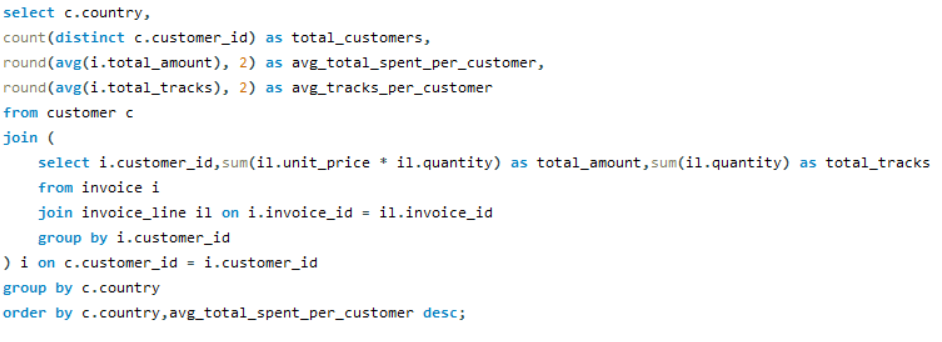 select c.country,
count(distinct c.customer_id) as total_customers,
round(avg(i.total_amount), 2) as avg_total_spent_per_customer,
round(avg(i.total_tracks), 2) as avg_tracks_per_customer
from customer c
join (
    select i.customer_id,sum(il.unit_price * il.quantity) as total_amount,sum(il.quantity) as total_tracks
    from invoice i
    join invoice_line il on i.invoice_id = il.invoice_id
    group by i.customer_id
) i on c.customer_id = i.customer_id
group by c.country
order by c.country,avg_total_spent_per_customer desc;